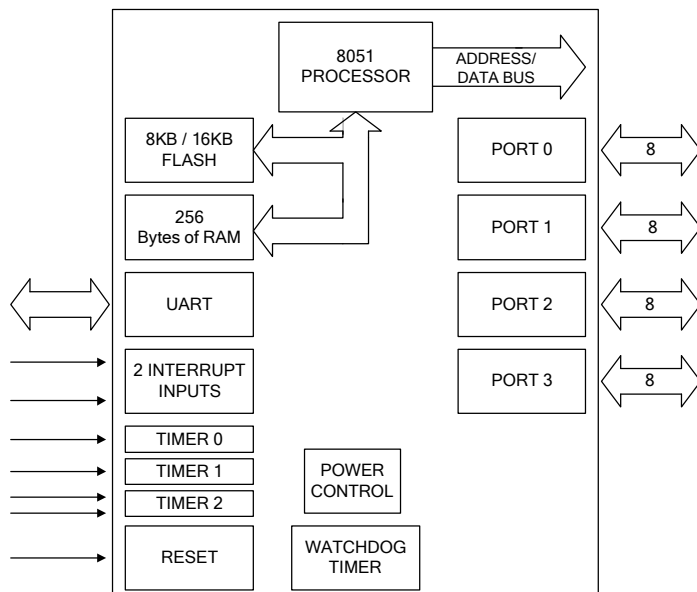 8051
PROCESSOR
ADDRESS/
DATA BUS
8KB / 16KB
FLASH
PORT 0
8
256
Bytes of RAM
PORT 1
8
UART
PORT 2
8
2 INTERRUPT
INPUTS
PORT 3
8
TIMER 0
TIMER 1
TIMER 2
POWER
CONTROL
RESET
WATCHDOG
TIMER